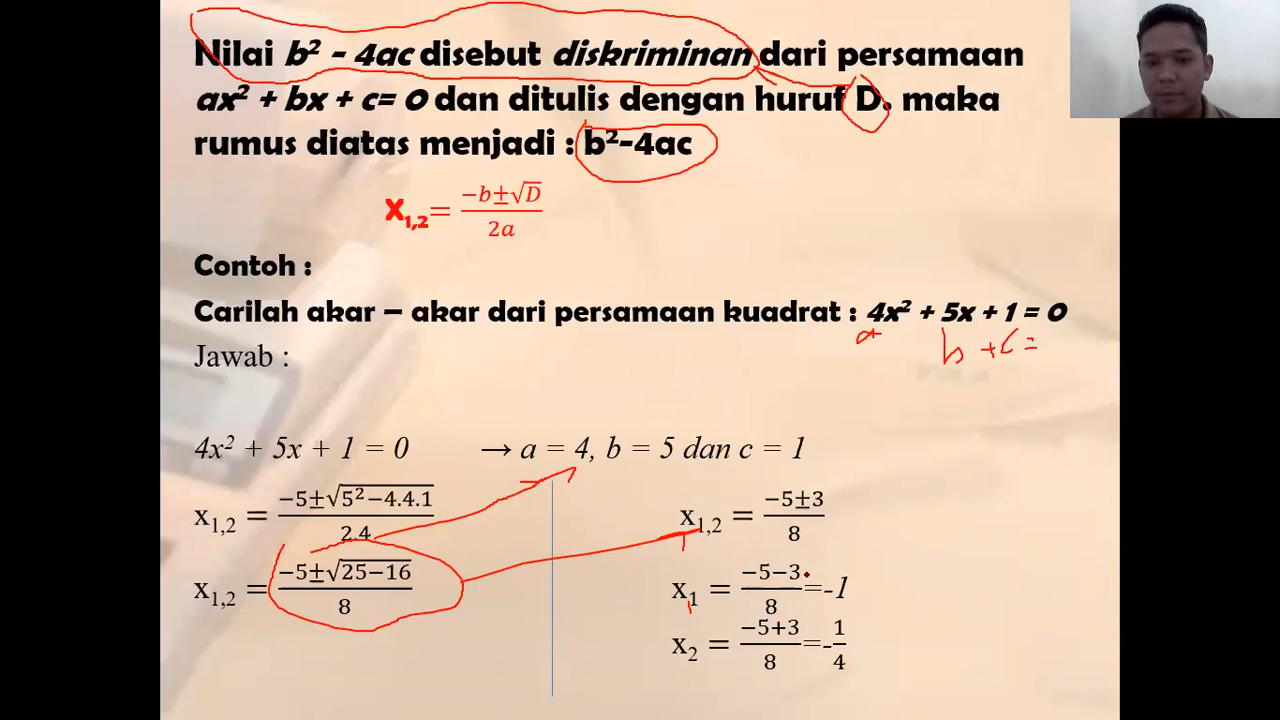 Nilai b² - 4ac disebut diskriminan dari persamaan
ax² + bx + c= 0 dan ditulis dengan huruf D, maka
rumus diatas menjadi : b²-4ac
X₁,₂= (-b±√D)/2a
Contoh :
Carilah akar – akar dari persamaan kuadrat : 4x² + 5x + 1 = 0
a b +c =
Jawab :
4x² + 5x + 1 = 0 → a = 4, b = 5 dan c = 1
x₁,₂ = (−5±√(5²−4.4.1))/2.4
x₁,₂ = (−5±√(25−16))/8
x₁,₂ = (−5±3)/8
x₁ = (−5−3)/8=-1
x₂ = (−5+3)/8=-1/4